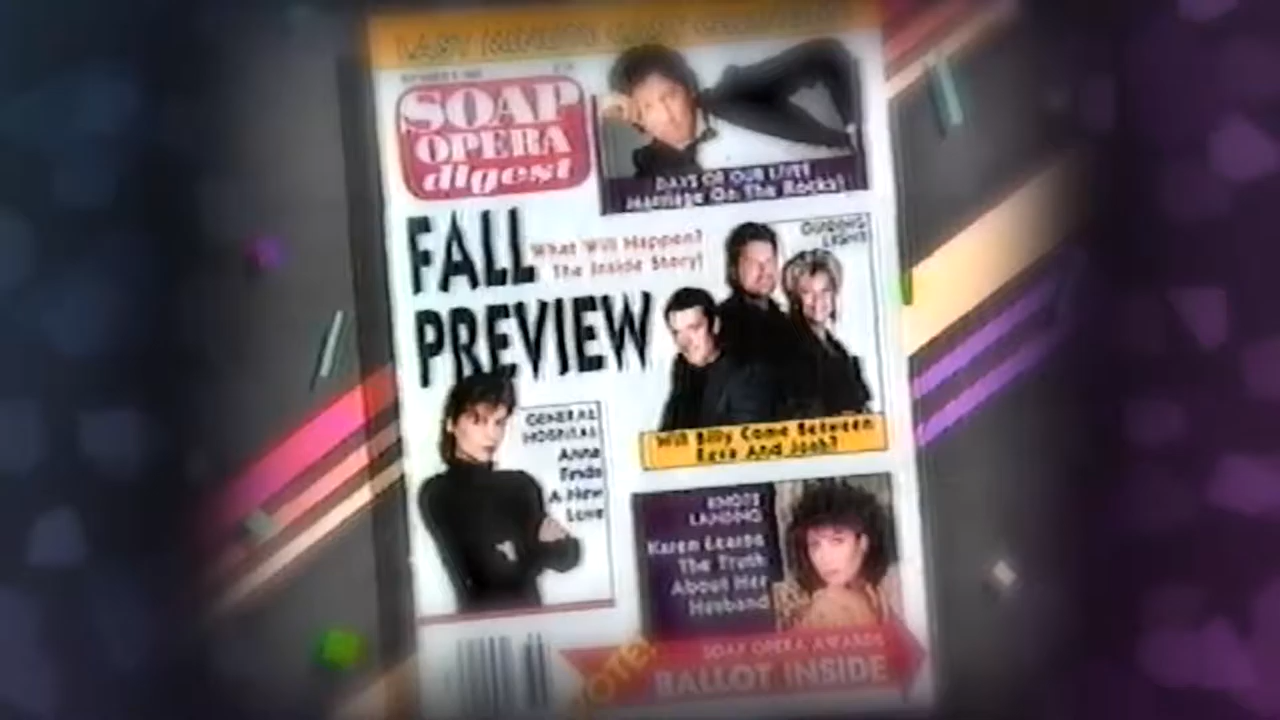 SOAP
OPERA
digest
DAYS OF OUR LIVES
Marriage On The Rocks!
FALL
PREVIEW
What Will Happen?
The Inside Story!
GUIDING
LIGHT
Will Billy Come Between
Reva And Josh?
GENERAL
HOSPITAL
Anna
Finds
A New
Love
KNOTS
LANDING
Karen Learns
The Truth
About Her
Husband
VOTE!
SOAP OPERA AWARDS
BALLOT INSIDE